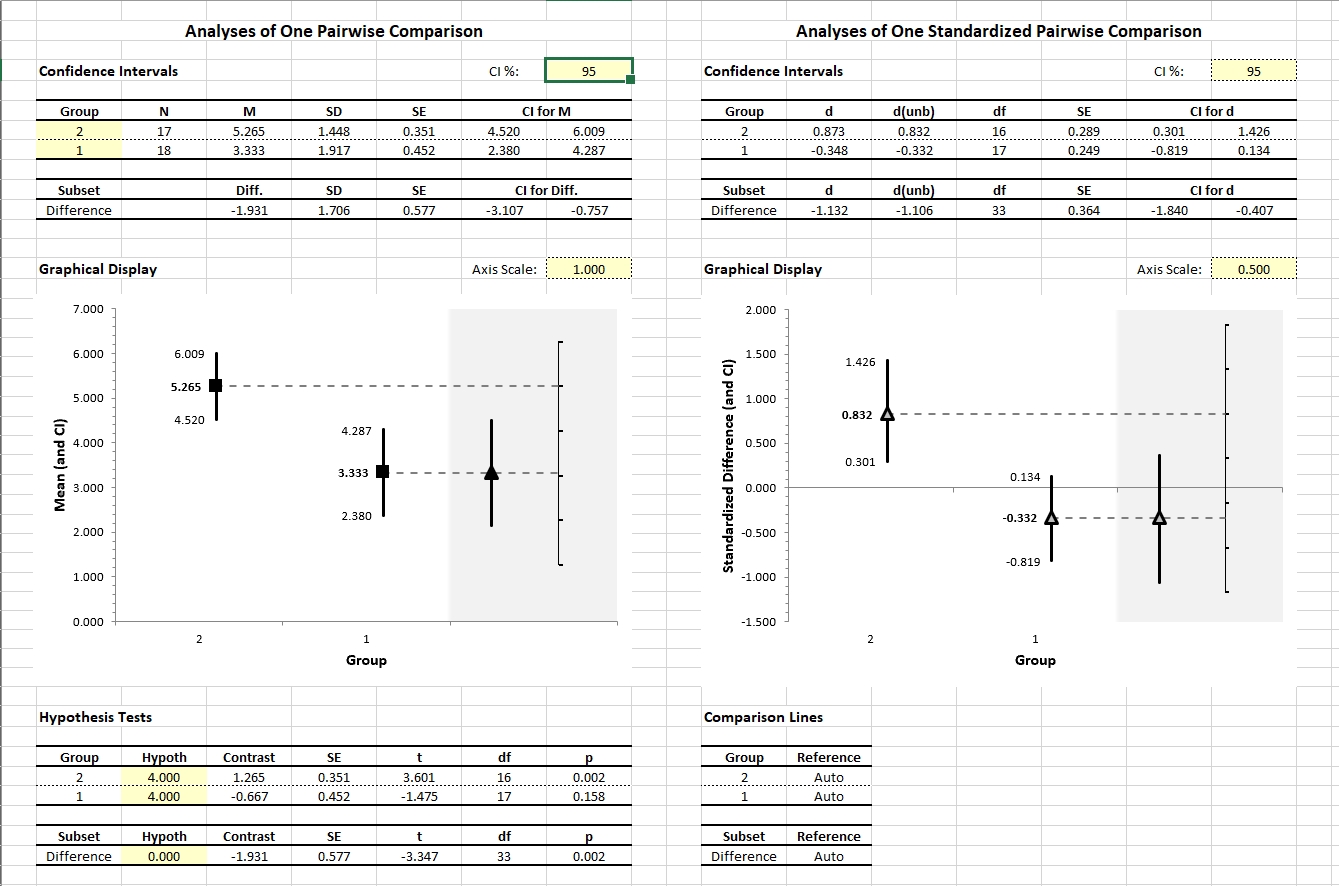 Analyses of One Pairwise Comparison
Confidence Intervals CI %: 95
Group N M SD SE CI for M
2 17 5.265 1.448 0.351 4.520 6.009
1 18 3.333 1.917 0.452 2.380 4.287
Subset Diff. SD SE CI for Diff.
Difference -1.931 1.706 0.577 -3.107 -0.757
Graphical Display Axis Scale: 1.000
7.000
6.000
5.000
4.000
3.000
2.000
1.000
0.000
Mean (and CI)
6.009
5.265
4.520
4.287
3.333
2.380
2 1
Group
Hypothesis Tests
Group Hypoth Contrast SE t df p
2 4.000 1.265 0.351 3.601 16 0.002
1 4.000 -0.667 0.452 -1.475 17 0.158
Subset Hypoth Contrast SE t df p
Difference 0.000 -1.931 0.577 -3.347 33 0.002
Analyses of One Standardized Pairwise Comparison
Confidence Intervals CI %: 95
Group d d(unb) df SE CI for d
2 0.873 0.832 16 0.289 0.301 1.426
1 -0.348 -0.332 17 0.249 -0.819 0.134
Subset d d(unb) df SE CI for d
Difference -1.132 -1.106 33 0.364 -1.840 -0.407
Graphical Display Axis Scale: 0.500
2.000
1.500
1.000
0.500
0.000
-0.500
-1.000
-1.500
Standardized Difference (and CI)
1.426
0.832
0.301
0.134
-0.332
-0.819
2 1
Group
Comparison Lines
Group Reference
2 Auto
1 Auto
Subset Reference
Difference Auto